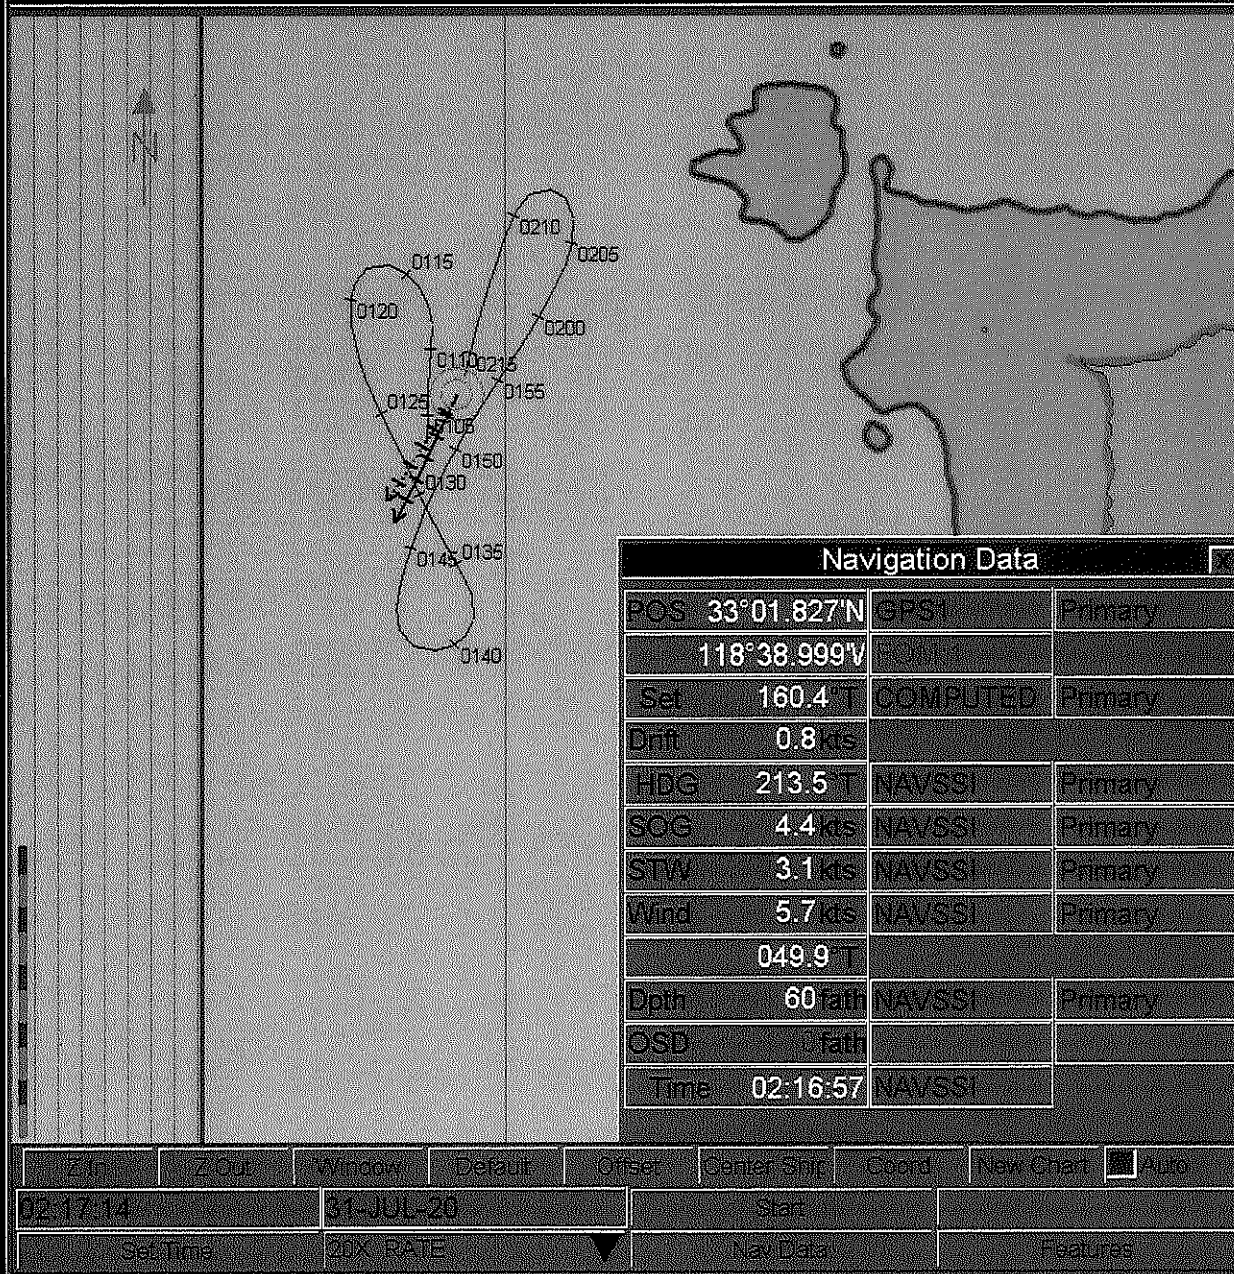 N
0210
0205
0115
0120
0200
0110
0215
0155
0125
0105
0150
0130
0145
0135
0140
Navigation Data X
POS 33°01.827'N GPS1 Primary
118°38.999'W
Set 160.4°T COMPUTED Primary
Drift 0.8 kts
HDG 213.5°T NAVSSI Primary
SOG 4.4 kts NAVSSI Primary
STW 3.1 kts NAVSSI Primary
Wind 5.7 kts NAVSSI Primary
049.9°T
Dpth 60 fath NAVSSI Primary
OSD 0 fath
Time 02:16:57 NAVSSI
Z In Z Out Window Default Offset Center Ship Coord New Chart Auto
02:17:14 31-JUL-20 Start
Set Time 20X RATE Nav Data Features